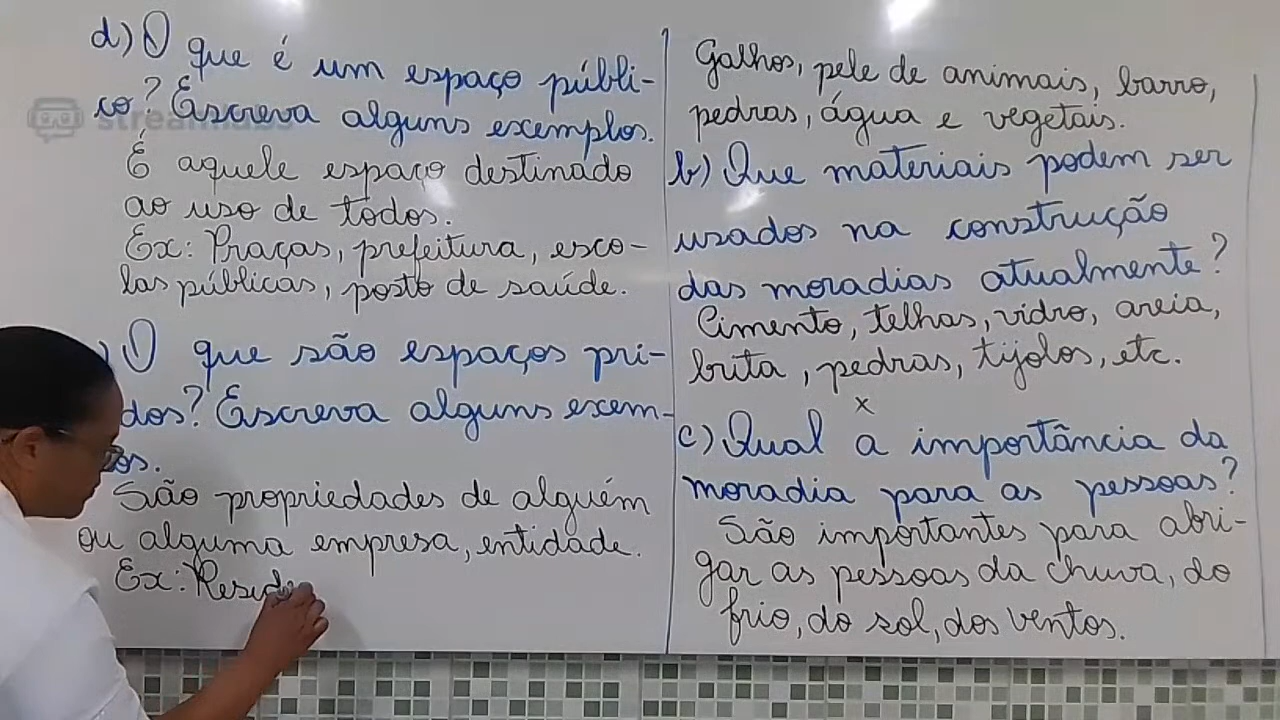 d) O que é um espaço públi-
co? Escreva alguns exemplos.
É aquele espaço destinado
ao uso de todos.
Ex: Praças, prefeitura, esco-
las públicas, posto de saúde.
) O que são espaços pri-
dos? Escreva alguns exem-
os.
São propriedades de alguém
ou alguma empresa, entidade.
Ex: Reside
Galhos, pele de animais, barro,
pedras, água e vegetais.
b) Que materiais podem ser
usados na construção
das moradias atualmente?
Cimento, telhas, vidro, areia,
brita, pedras, tijolos, etc.
x
c) Qual a importância da
moradia para as pessoas?
São importantes para abri-
gar as pessoas da chuva, do
frio, do sol, dos ventos.
streamlabs